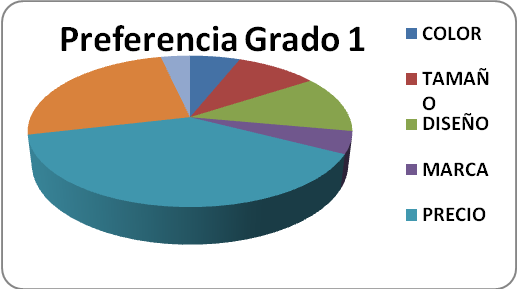 Preferencia Grado 1
COLOR
TAMAÑ
O
DISEÑO
MARCA
PRECIO